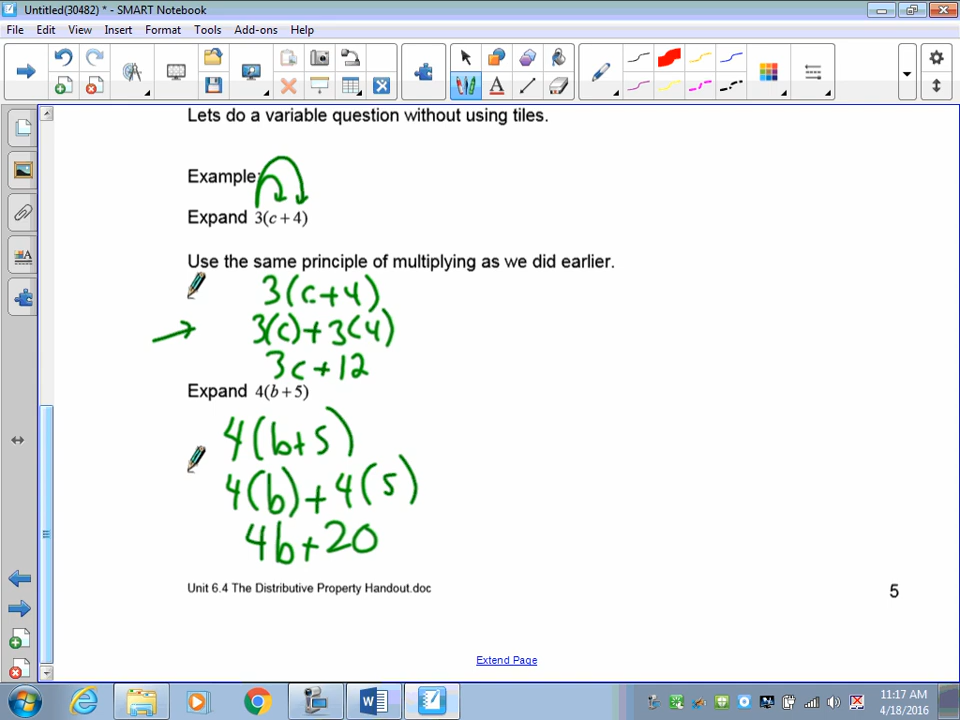 Untitled(30482) * - SMART Notebook
File Edit View Insert Format Tools Add-ons Help
Lets do a variable question without using tiles.
Example:
Expand 3(c + 4)
Use the same principle of multiplying as we did earlier.
3(c+4)
3(c)+3(4)
3c+12
Expand 4(b + 5)
4(b+5)
4(b)+4(5)
4b+20
Unit 6.4 The Distributive Property Handout.doc
5
Extend Page
11:17 AM
4/18/2016